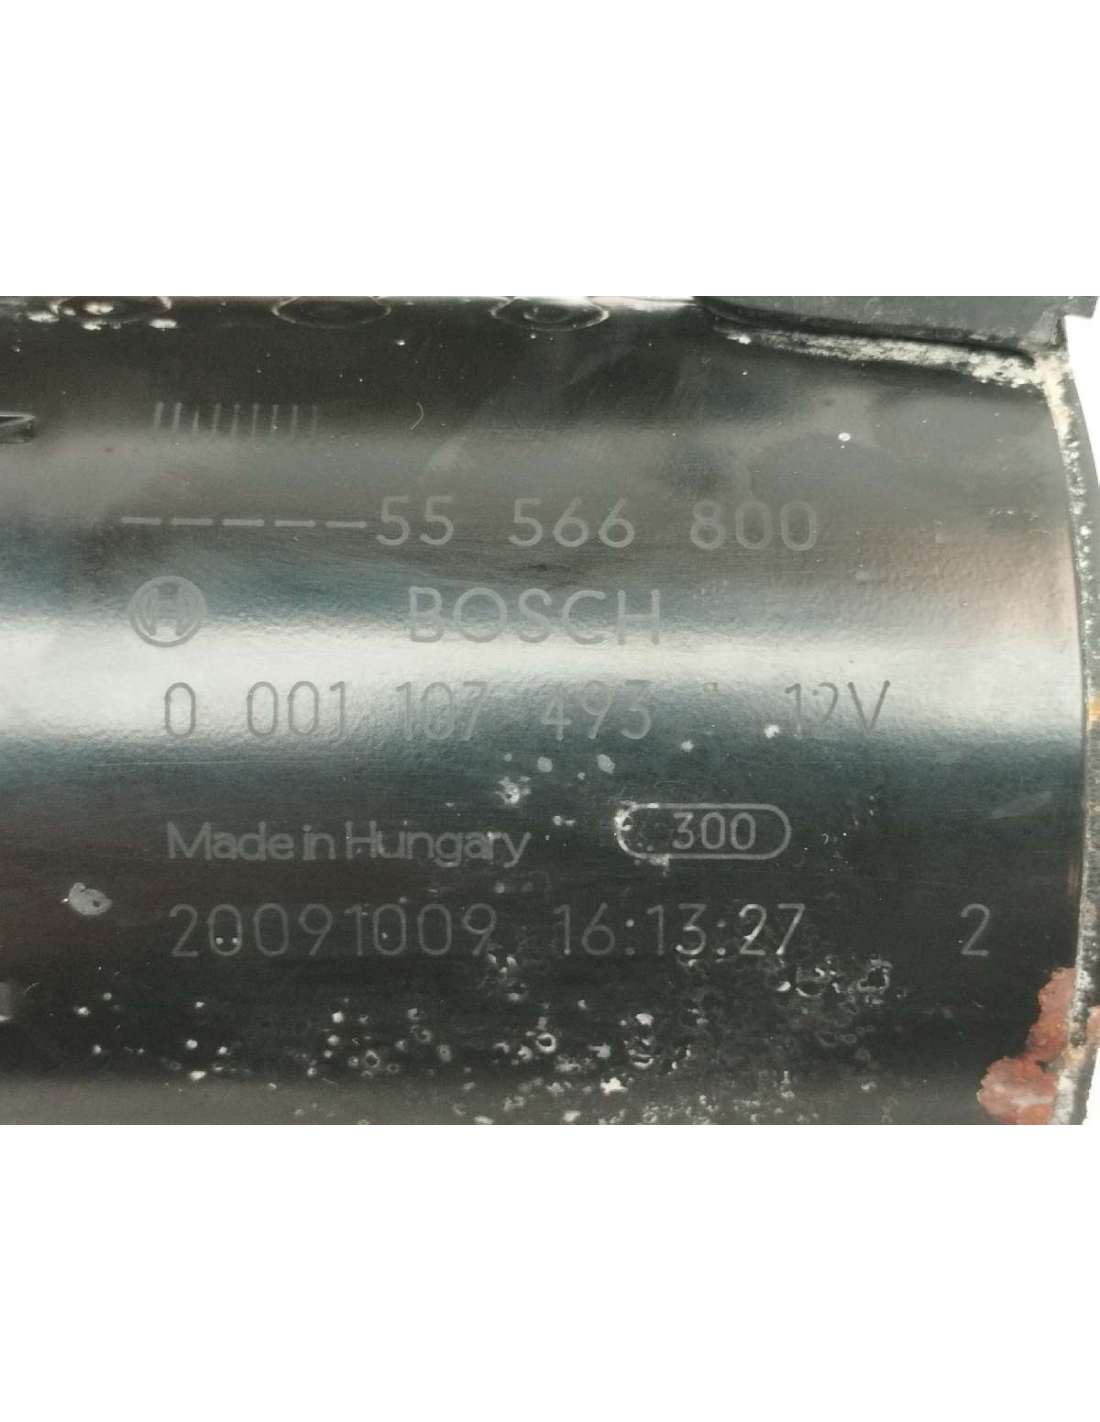 -----55 566 800
BOSCH
0 001 107 493 12V
Made in Hungary 300
20091009 16:13:27 2